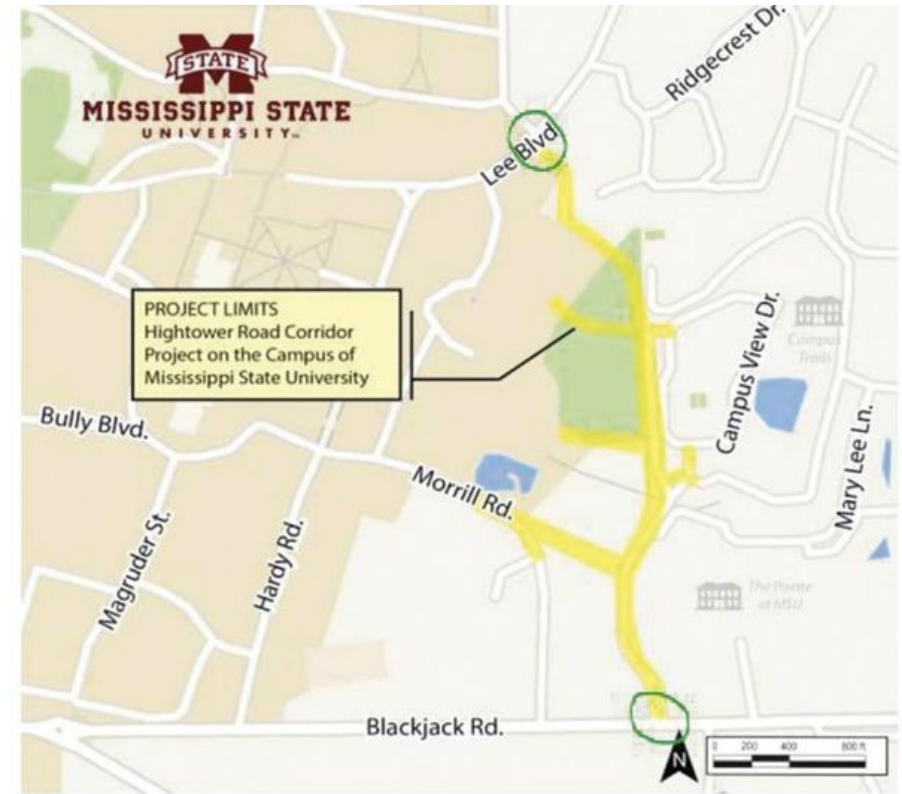 STATE
MISSISSIPPI STATE
UNIVERSITY™
Ridgecrest Dr.
Lee Blvd
PROJECT LIMITS
Hightower Road Corridor
Project on the Campus of
Mississippi State University
Campus View Dr.
Campus
Trails
Bully Blvd.
Morrill Rd.
Mary Lee Ln.
Magruder St.
Hardy Rd.
The Pointe
at MSU
Blackjack Rd.
N
0 200 400 800 ft